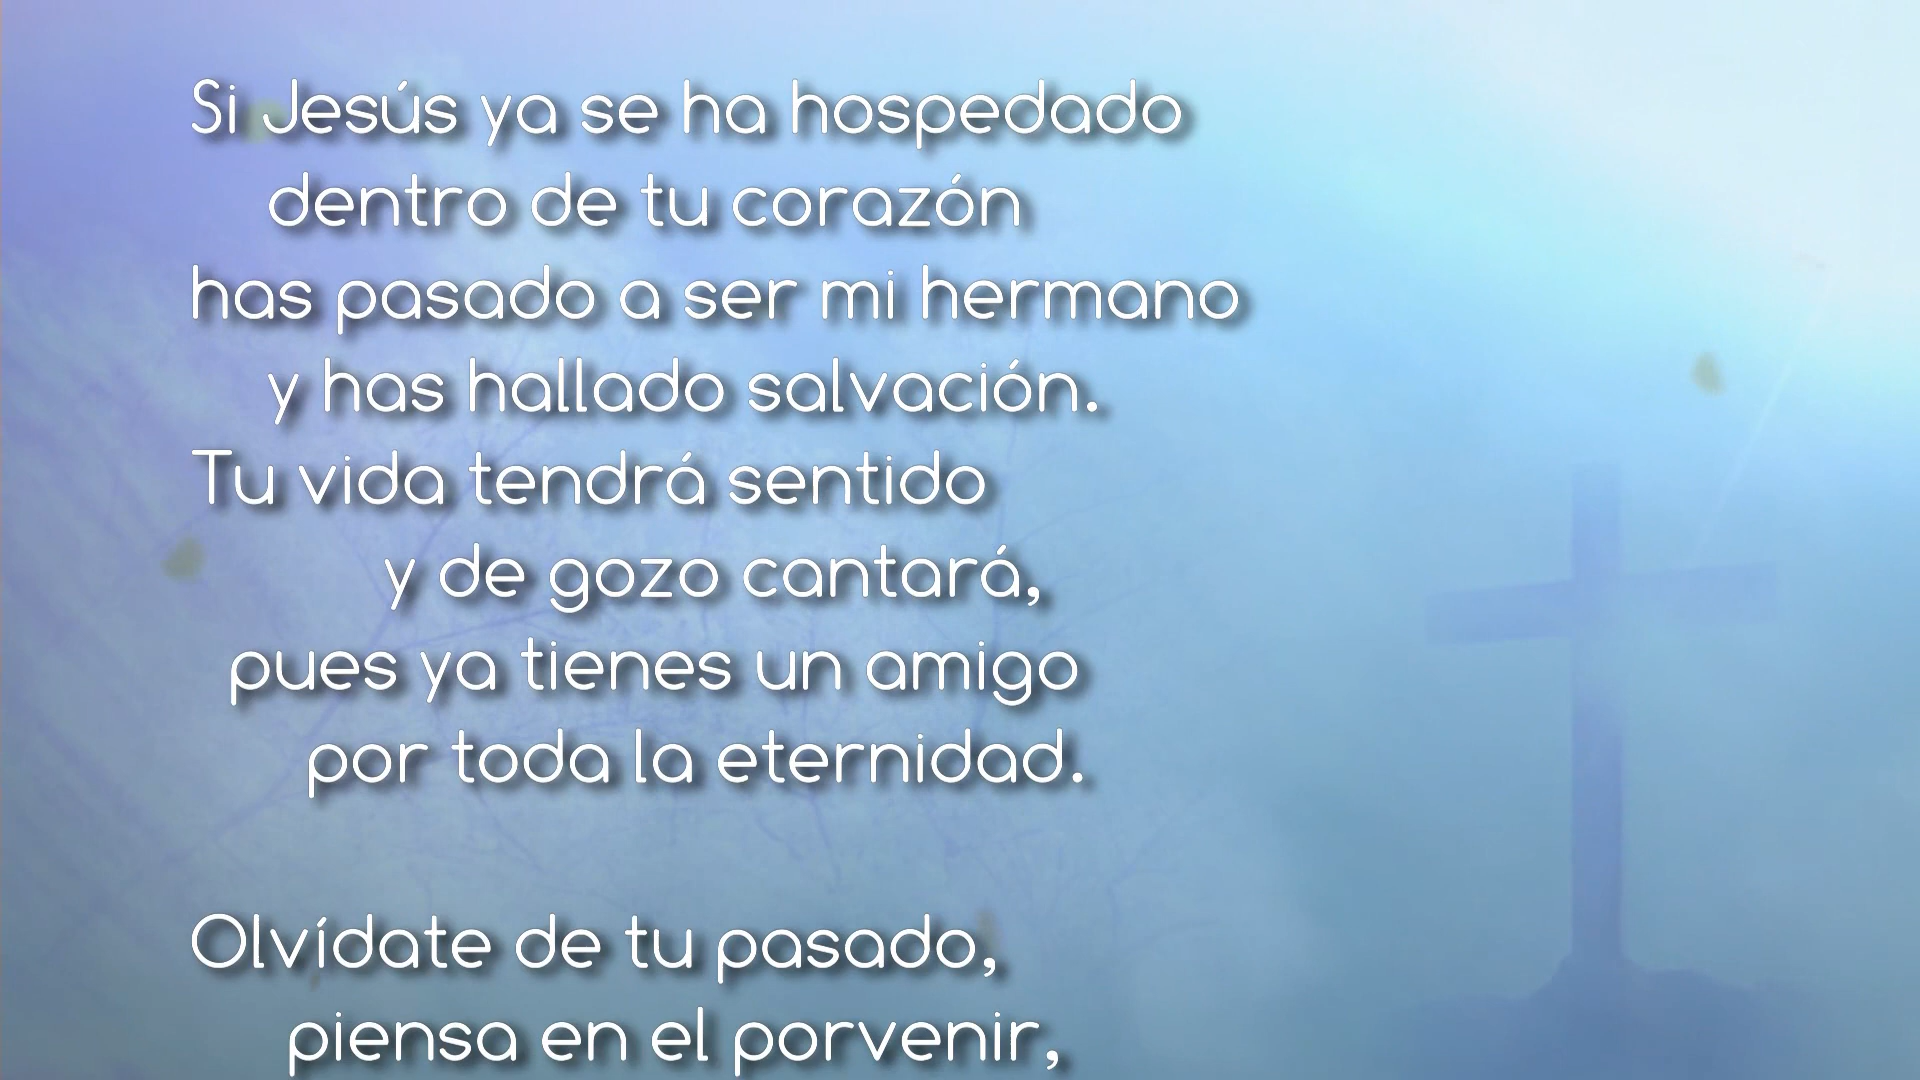 Si Jesús ya se ha hospedado
dentro de tu corazón
has pasado a ser mi hermano
y has hallado salvación.
Tu vida tendrá sentido
y de gozo cantará,
pues ya tienes un amigo
por toda la eternidad.
Olvídate de tu pasado,
piensa en el porvenir,